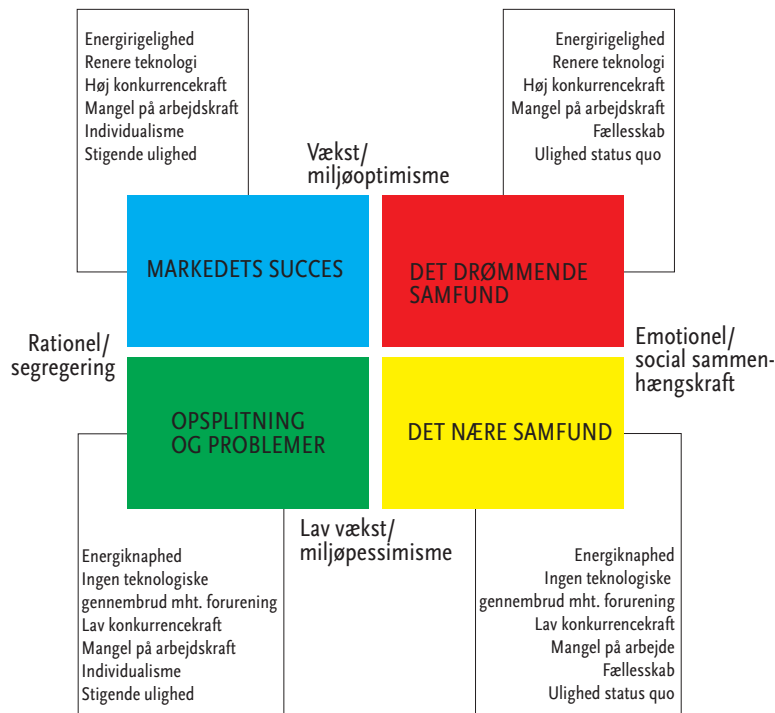 Energirigelighed
Renere teknologi
Høj konkurrencekraft
Mangel på arbejdskraft
Individualisme
Stigende ulighed
Energirigelighed
Renere teknologi
Høj konkurrencekraft
Mangel på arbejdskraft
Fællesskab
Ulighed status quo
Vækst/
miljøoptimisme
MARKEDETS SUCCES
DET DRØMMENDE
SAMFUND
Rationel/
segregering
Emotionel/
social sammen-
hængskraft
OPSPLITNING
OG PROBLEMER
DET NÆRE SAMFUND
Lav vækst/
miljøpessimisme
Energiknaphed
Ingen teknologiske
gennembrud mht. forurening
Lav konkurrencekraft
Mangel på arbejdskraft
Individualisme
Stigende ulighed
Energiknaphed
Ingen teknologiske
gennembrud mht. forurening
Lav konkurrencekraft
Mangel på arbejde
Fællesskab
Ulighed status quo